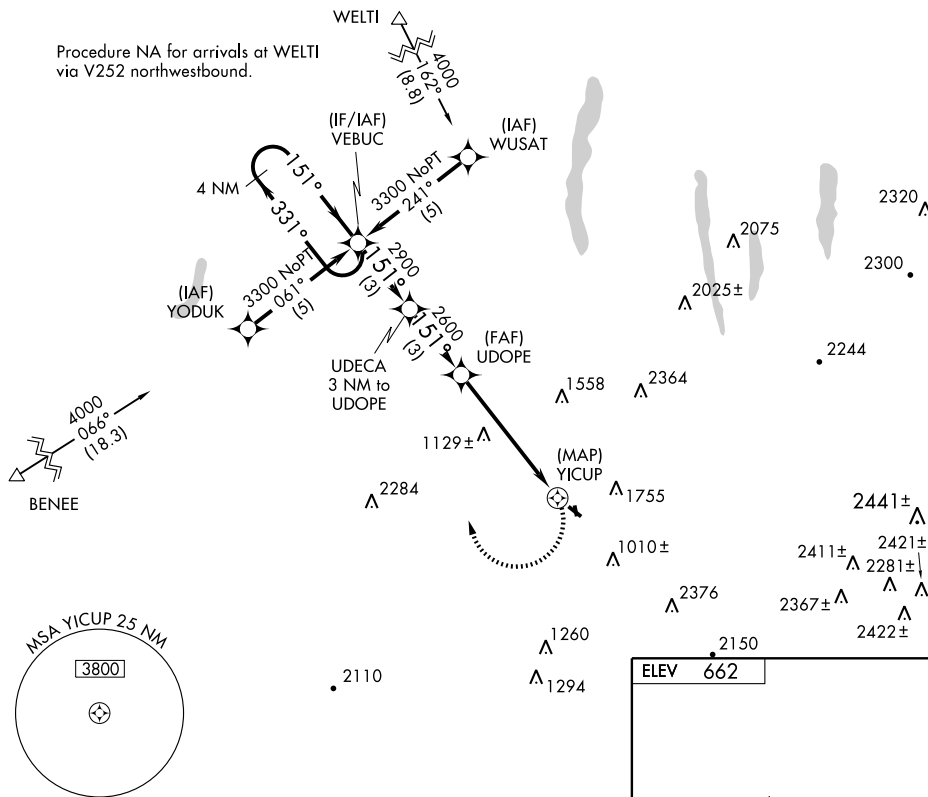 WELTI
Procedure NA for arrivals at WELTI
via V252 northwestbound.
4000
162°
(8.8)
(IF/IAF)
VEBUC
(IAF)
WUSAT
4 NM
151°
331°
3300 NoPT
241°
(5)
2320
2075
2300
(IAF)
YODUK
3300 NoPT
061°
(5)
2900
151°
(3)
2025±
2600
151°
(3)
(FAF)
UDOPE
2244
UDECA
3 NM to
UDOPE
1558
2364
4000
066°
(18.3)
BENEE
1129±
(MAP)
YICUP
2284
1755
2441±
1010±
2411±
2421±
2281±
2376
2367±
2422±
MSA YICUP 25 NM
3800
1260
2150
2110
1294
ELEV 662